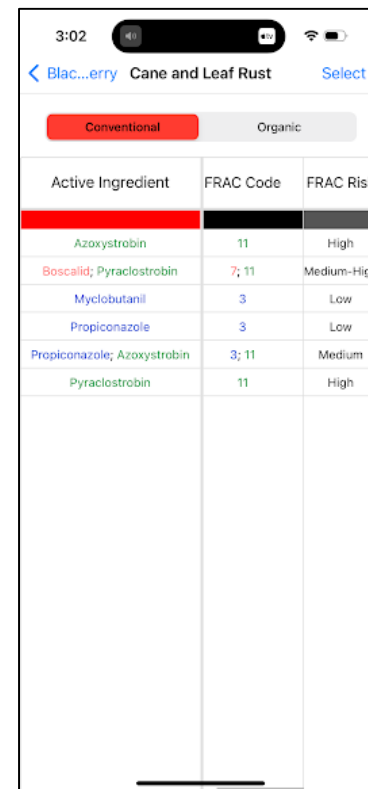 3:02
tv
Blac...erry Cane and Leaf Rust Select
Conventional Organic
Active Ingredient FRAC Code FRAC Ris
Azoxystrobin 11 High
Boscalid; Pyraclostrobin 7; 11 Medium-Hig
Myclobutanil 3 Low
Propiconazole 3 Low
Propiconazole; Azoxystrobin 3; 11 Medium
Pyraclostrobin 11 High